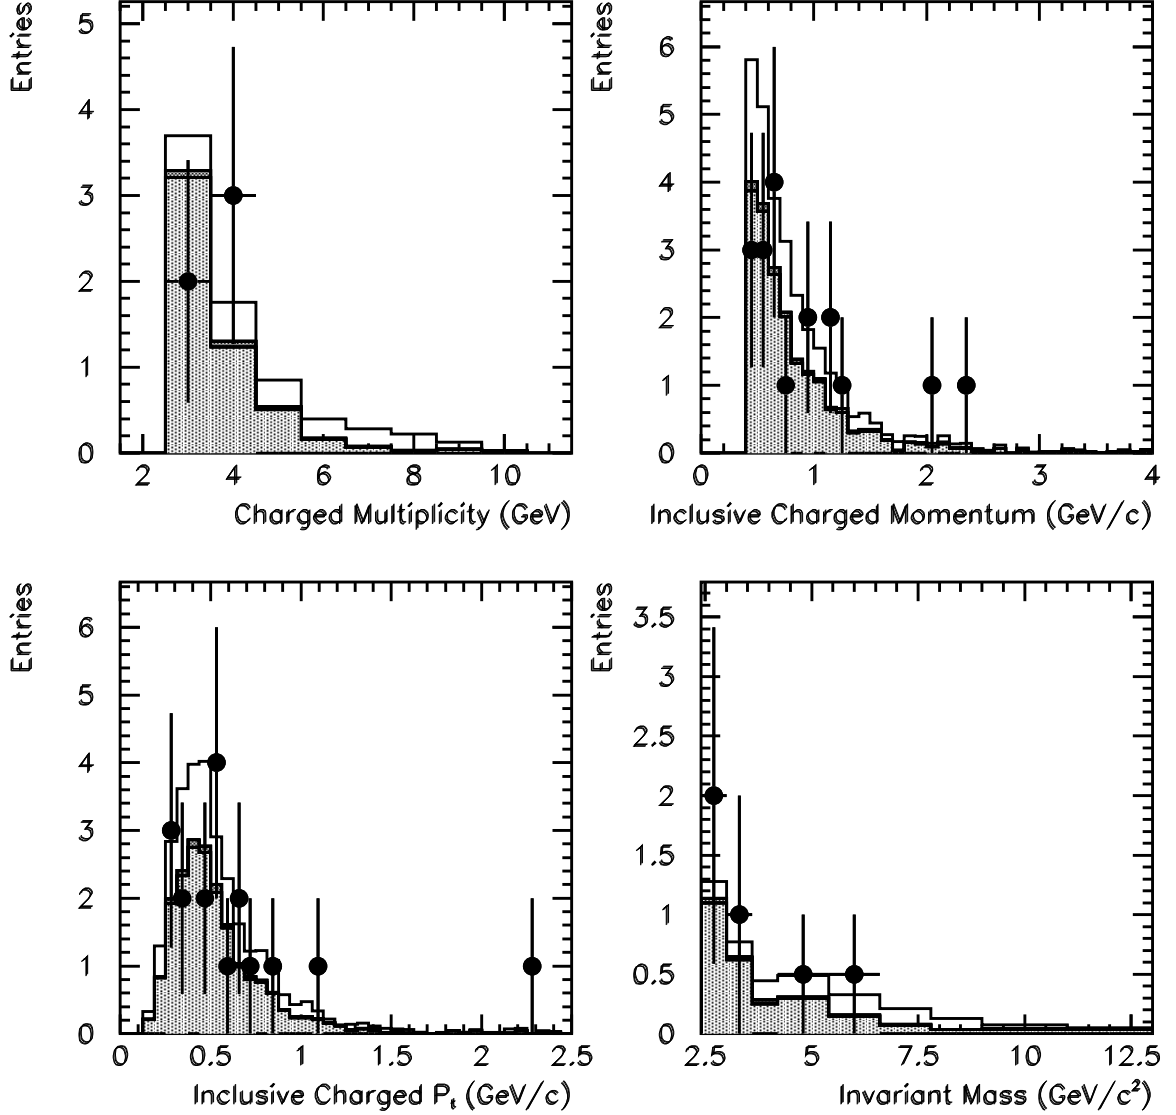 Entries
5
4
3
2
1
0
2 4 6 8 10
Charged Multiplicity (GeV)
Entries
6
5
4
3
2
1
0
0 1 2 3 4
Inclusive Charged Momentum (GeV/c)
Entries
6
5
4
3
2
1
0
0 0.5 1 1.5 2 2.5
Inclusive Charged Pt (GeV/c)
Entries
3.5
3
2.5
2
1.5
1
0.5
0
2.5 5 7.5 10 12.5
Invariant Mass (GeV/c²)